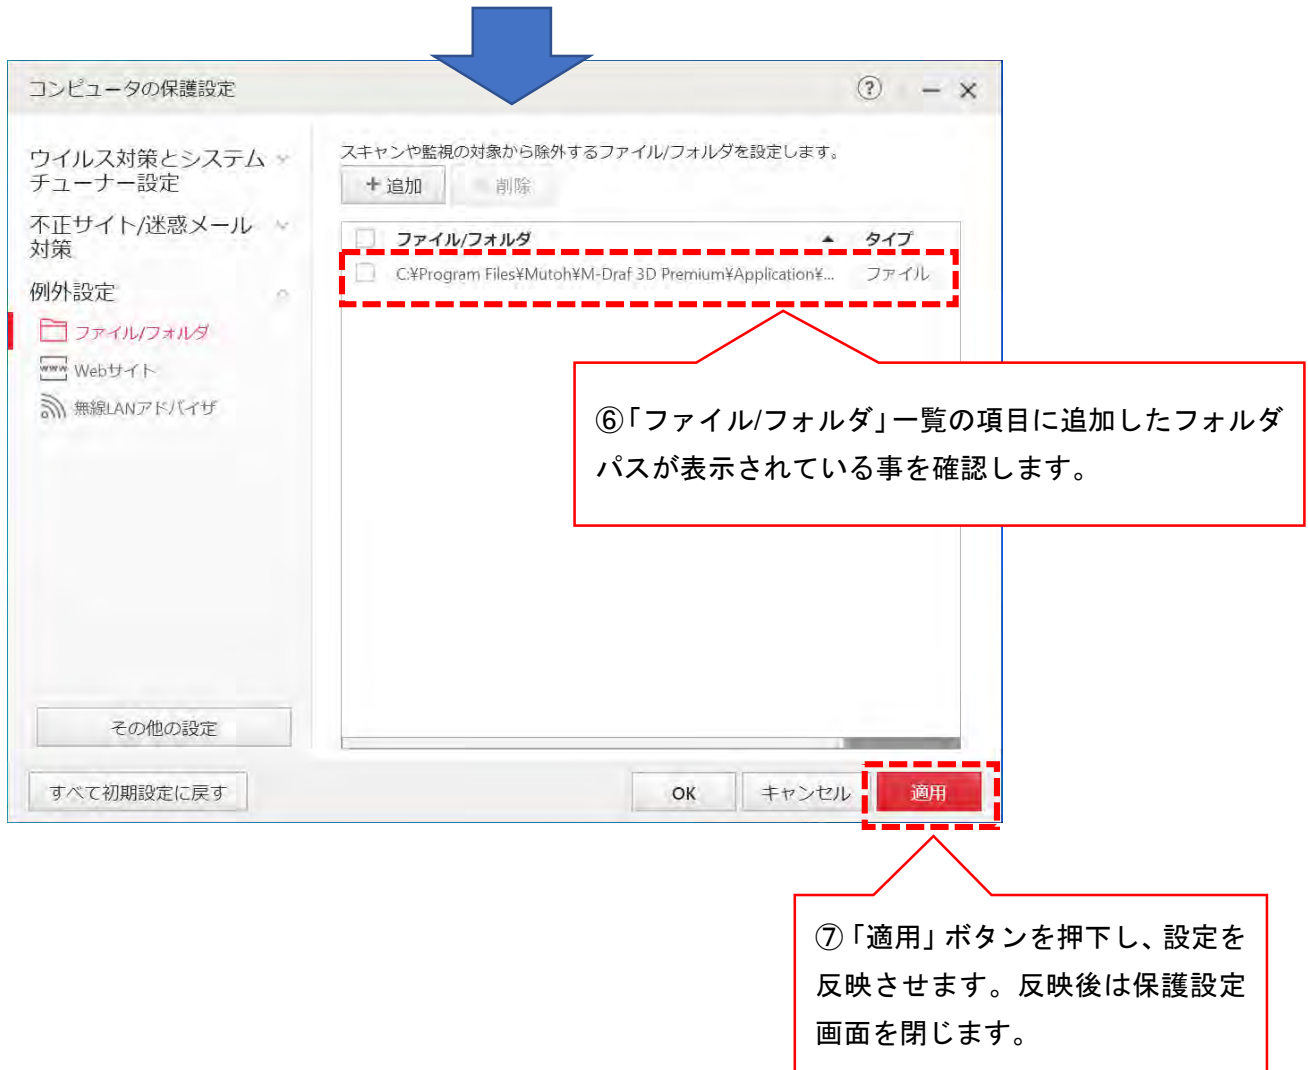 コンピュータの保護設定
?
ウイルス対策とシステム
チューナー設定
不正サイト/迷惑メール
対策
例外設定
ファイル/フォルダ
www Webサイト
無線LANアドバイザ
その他の設定
スキャンや監視の対象から除外するファイル/フォルダを設定します。
+ 追加 削除
ファイル/フォルダ タイプ
C:¥Program Files¥Mutoh¥M-Draf 3D Premium¥Application¥... ファイル
⑥「ファイル/フォルダ」一覧の項目に追加したフォルダ
パスが表示されている事を確認します。
すべて初期設定に戻す OK キャンセル 適用
⑦「適用」ボタンを押下し、設定を
反映させます。反映後は保護設定
画面を閉じます。